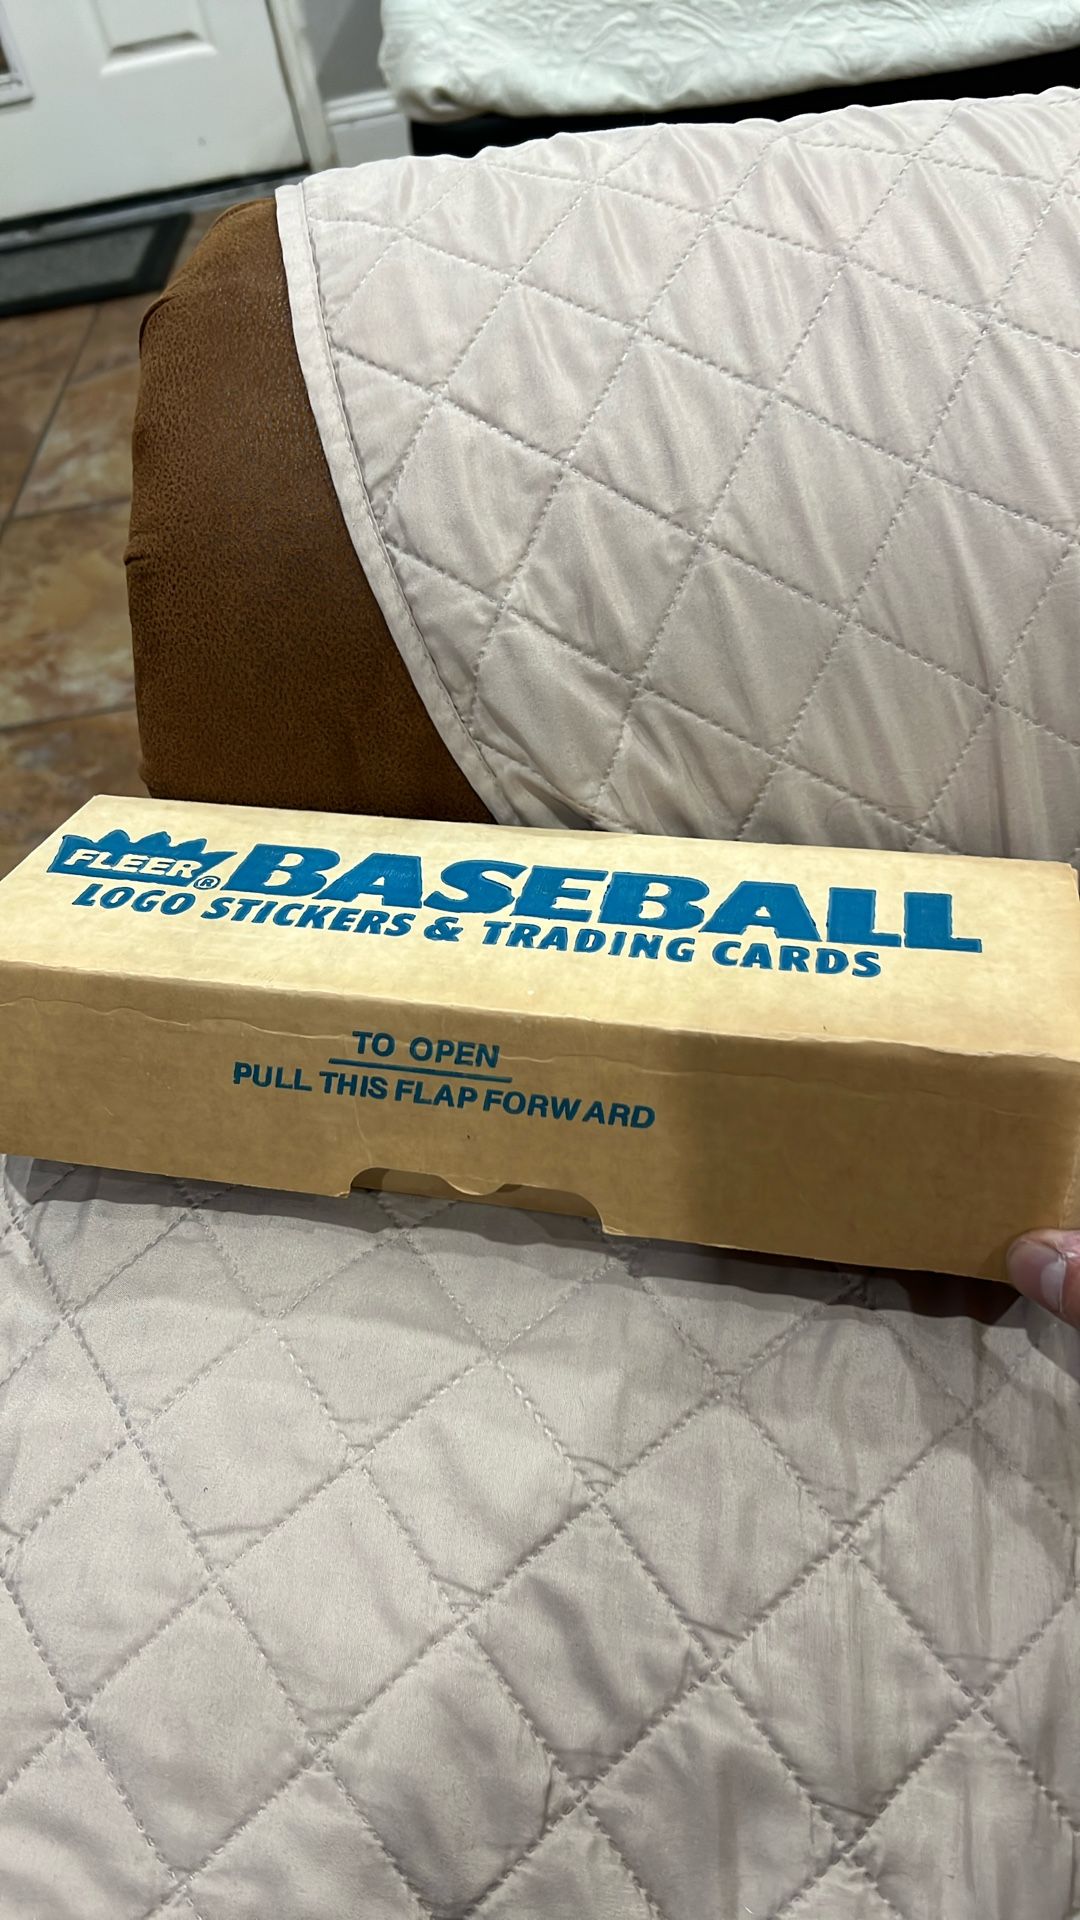 FLEER® BASEBALL
LOGO STICKERS & TRADING CARDS
TO OPEN
PULL THIS FLAP FORWARD